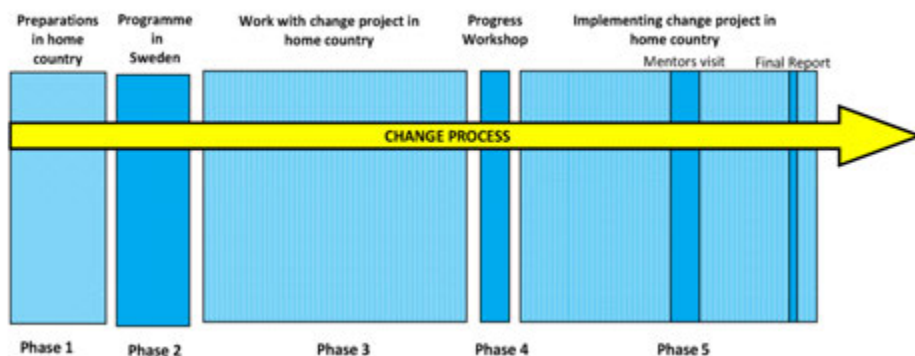 Preparations
in home
country
Programme
in
Sweden
Work with change project in
home country
Progress
Workshop
Implementing change project in
home country
Mentors visit
Final Report
CHANGE PROCESS
Phase 1
Phase 2
Phase 3
Phase 4
Phase 5